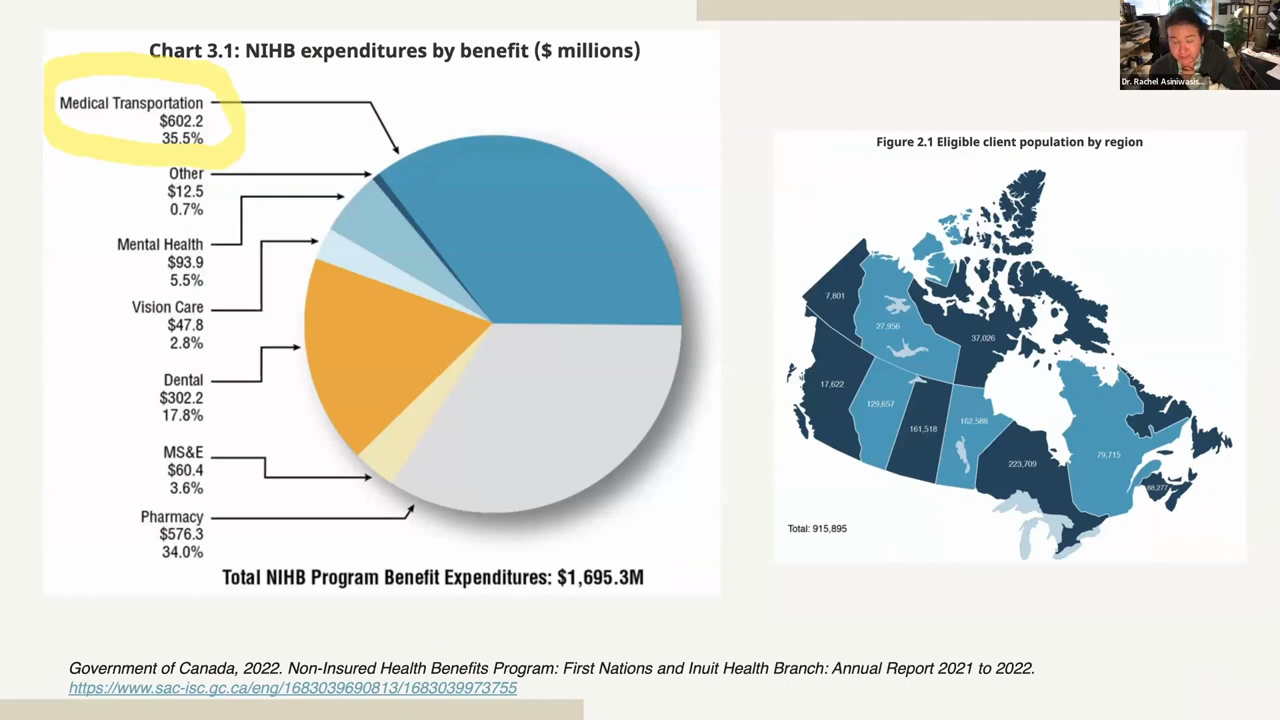 Chart 3.1: NIHB expenditures by benefit ($ millions)
Medical Transportation
$602.2
35.5%
Other
$12.5
0.7%
Mental Health
$93.9
5.5%
Vision Care
$47.8
2.8%
Dental
$302.2
17.8%
MS&E
$60.4
3.6%
Pharmacy
$576.3
34.0%
Total NIHB Program Benefit Expenditures: $1,695.3M
Dr. Rachel Asiniwasis...
Figure 2.1 Eligible client population by region
7,801
27,956
37,026
17,622
129,657
161,518
162,588
223,709
79,715
68,277
Total: 915,895
Government of Canada, 2022. Non-Insured Health Benefits Program: First Nations and Inuit Health Branch: Annual Report 2021 to 2022.
https://www.sac-isc.gc.ca/eng/1683039690813/1683039973755